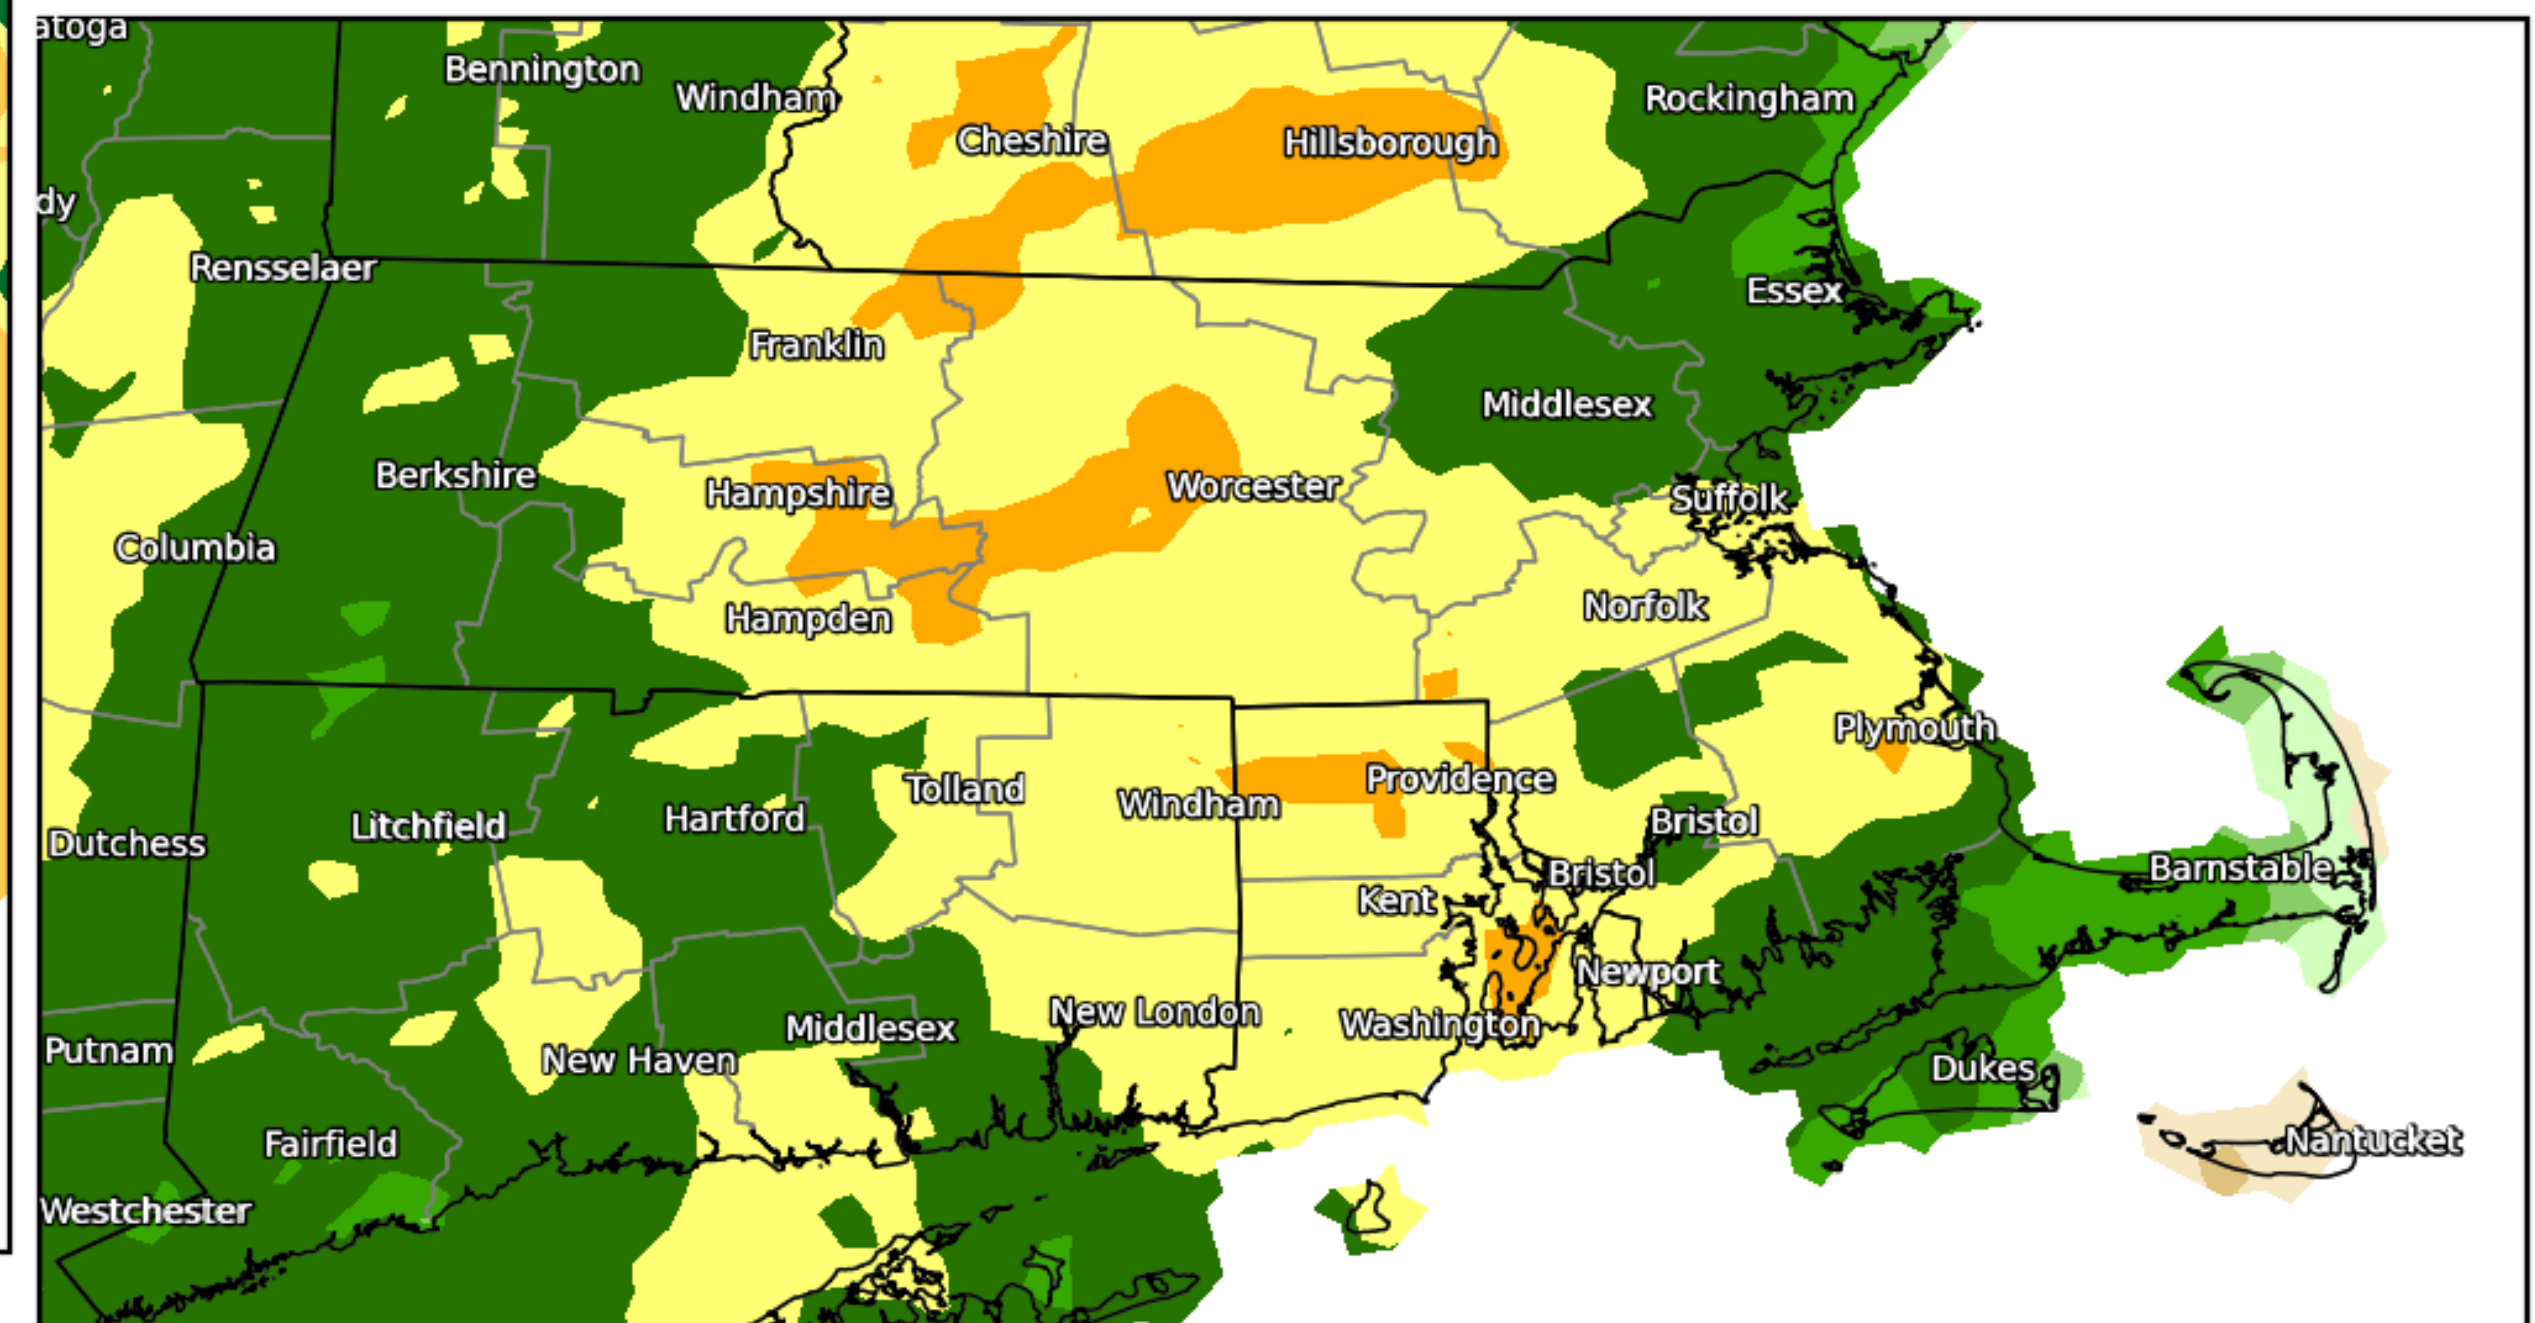 atoga
Bennington
Windham
Rockingham
Cheshire
Hillsborough
dy
Rensselaer
Essex
Franklin
Middlesex
Berkshire
Hampshire
Worcester
Suffolk
Columbia
Norfolk
Hampden
Plymouth
Providence
Tolland
Windham
Hartford
Litchfield
Bristol
Dutchess
Barnstable
Bristol
Kent
Newport
New London
Washington
Middlesex
Putnam
New Haven
Dukes
Fairfield
Nantucket
Westchester